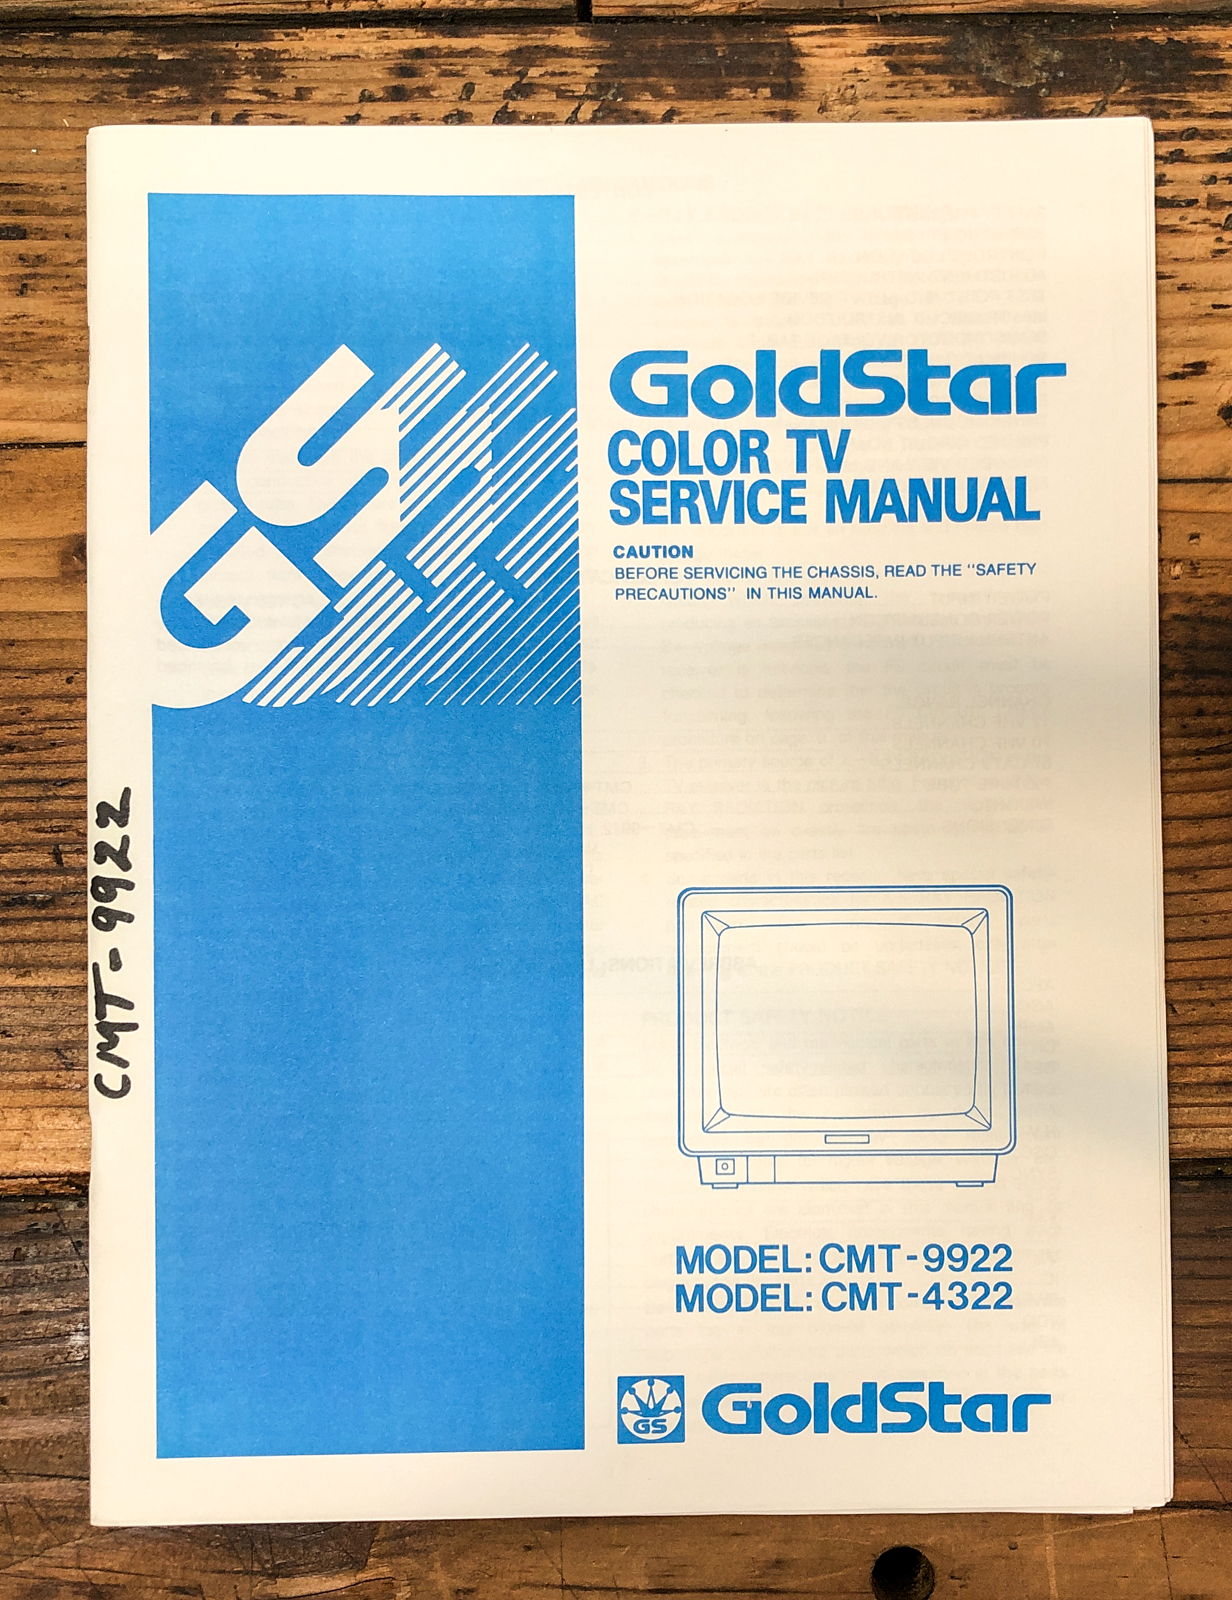 GS
GoldStar
COLOR TV
SERVICE MANUAL
CAUTION
BEFORE SERVICING THE CHASSIS, READ THE "SAFETY
PRECAUTIONS" IN THIS MANUAL.
CMT-9922
MODEL: CMT-9922
MODEL: CMT-4322
GS
GoldStar